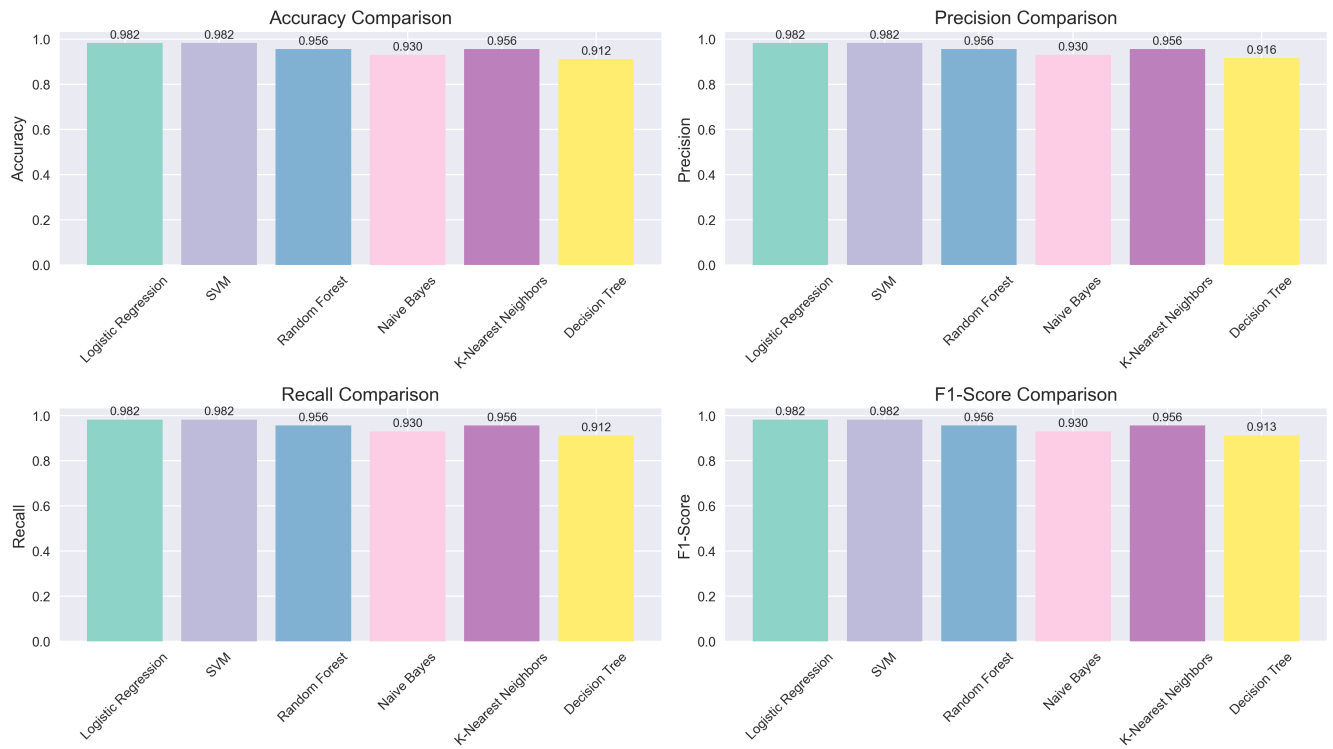 Accuracy Comparison
Accuracy
1.0
0.8
0.6
0.4
0.2
0.0
0.982
0.982
0.956
0.930
0.956
0.912
Logistic Regression
SVM
Random Forest
Naive Bayes
K-Nearest Neighbors
Decision Tree
Precision Comparison
Precision
1.0
0.8
0.6
0.4
0.2
0.0
0.982
0.982
0.956
0.930
0.956
0.916
Logistic Regression
SVM
Random Forest
Naive Bayes
K-Nearest Neighbors
Decision Tree
Recall Comparison
Recall
1.0
0.8
0.6
0.4
0.2
0.0
0.982
0.982
0.956
0.930
0.956
0.912
Logistic Regression
SVM
Random Forest
Naive Bayes
K-Nearest Neighbors
Decision Tree
F1-Score Comparison
F1-Score
1.0
0.8
0.6
0.4
0.2
0.0
0.982
0.982
0.956
0.930
0.956
0.913
Logistic Regression
SVM
Random Forest
Naive Bayes
K-Nearest Neighbors
Decision Tree